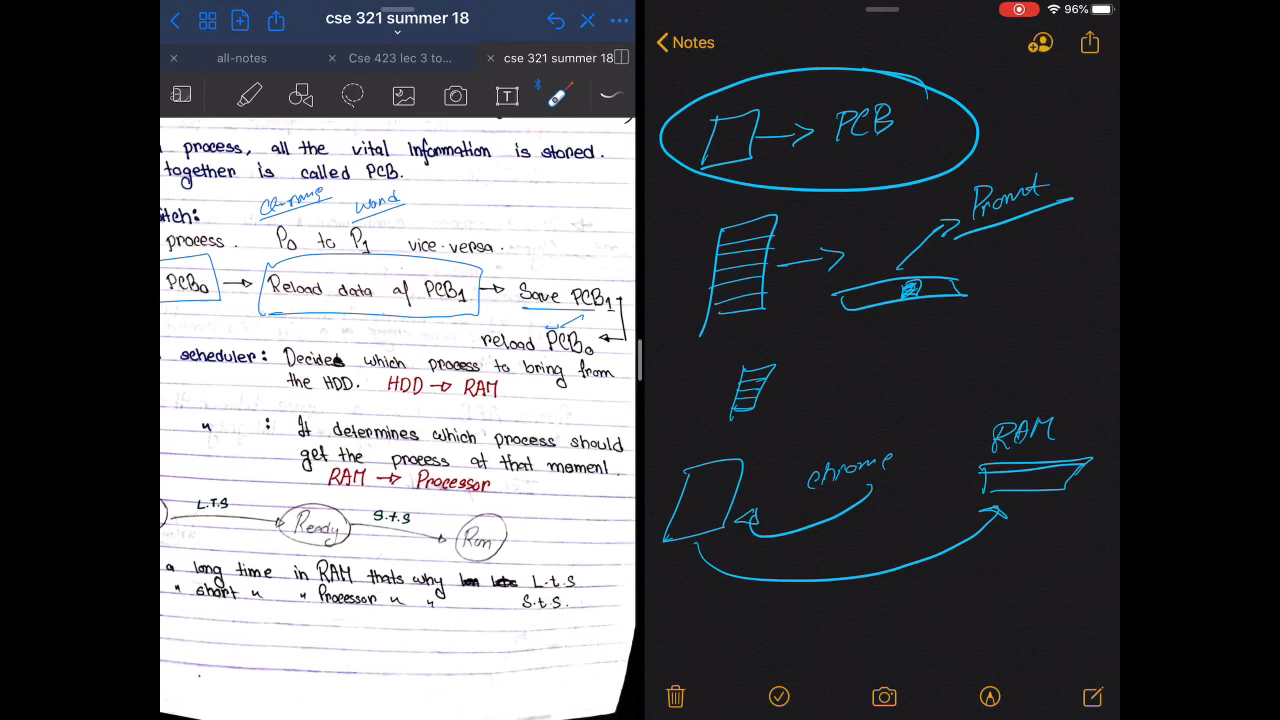 cse 321 summer 18
all-notes
Cse 423 lec 3 to...
cse 321 summer 18
process, all the vital information is stored.
together is called PCB.
chrome word
itch:
process. P0 to P1 vice-versa.
PCB0 → Reload data of PCB1 → Save PCB1
reload PCB0
scheduler: Decides which process to bring from
the HDD. HDD → RAM
" : It determines which process should
get the process at that moment.
RAM → Processor
L.T.S S.t.S
Ready Run
a long time in RAM thats why L.t.S
" short " " Processor " " S.t.S.
96%
Notes
PCB
RAM
chrome